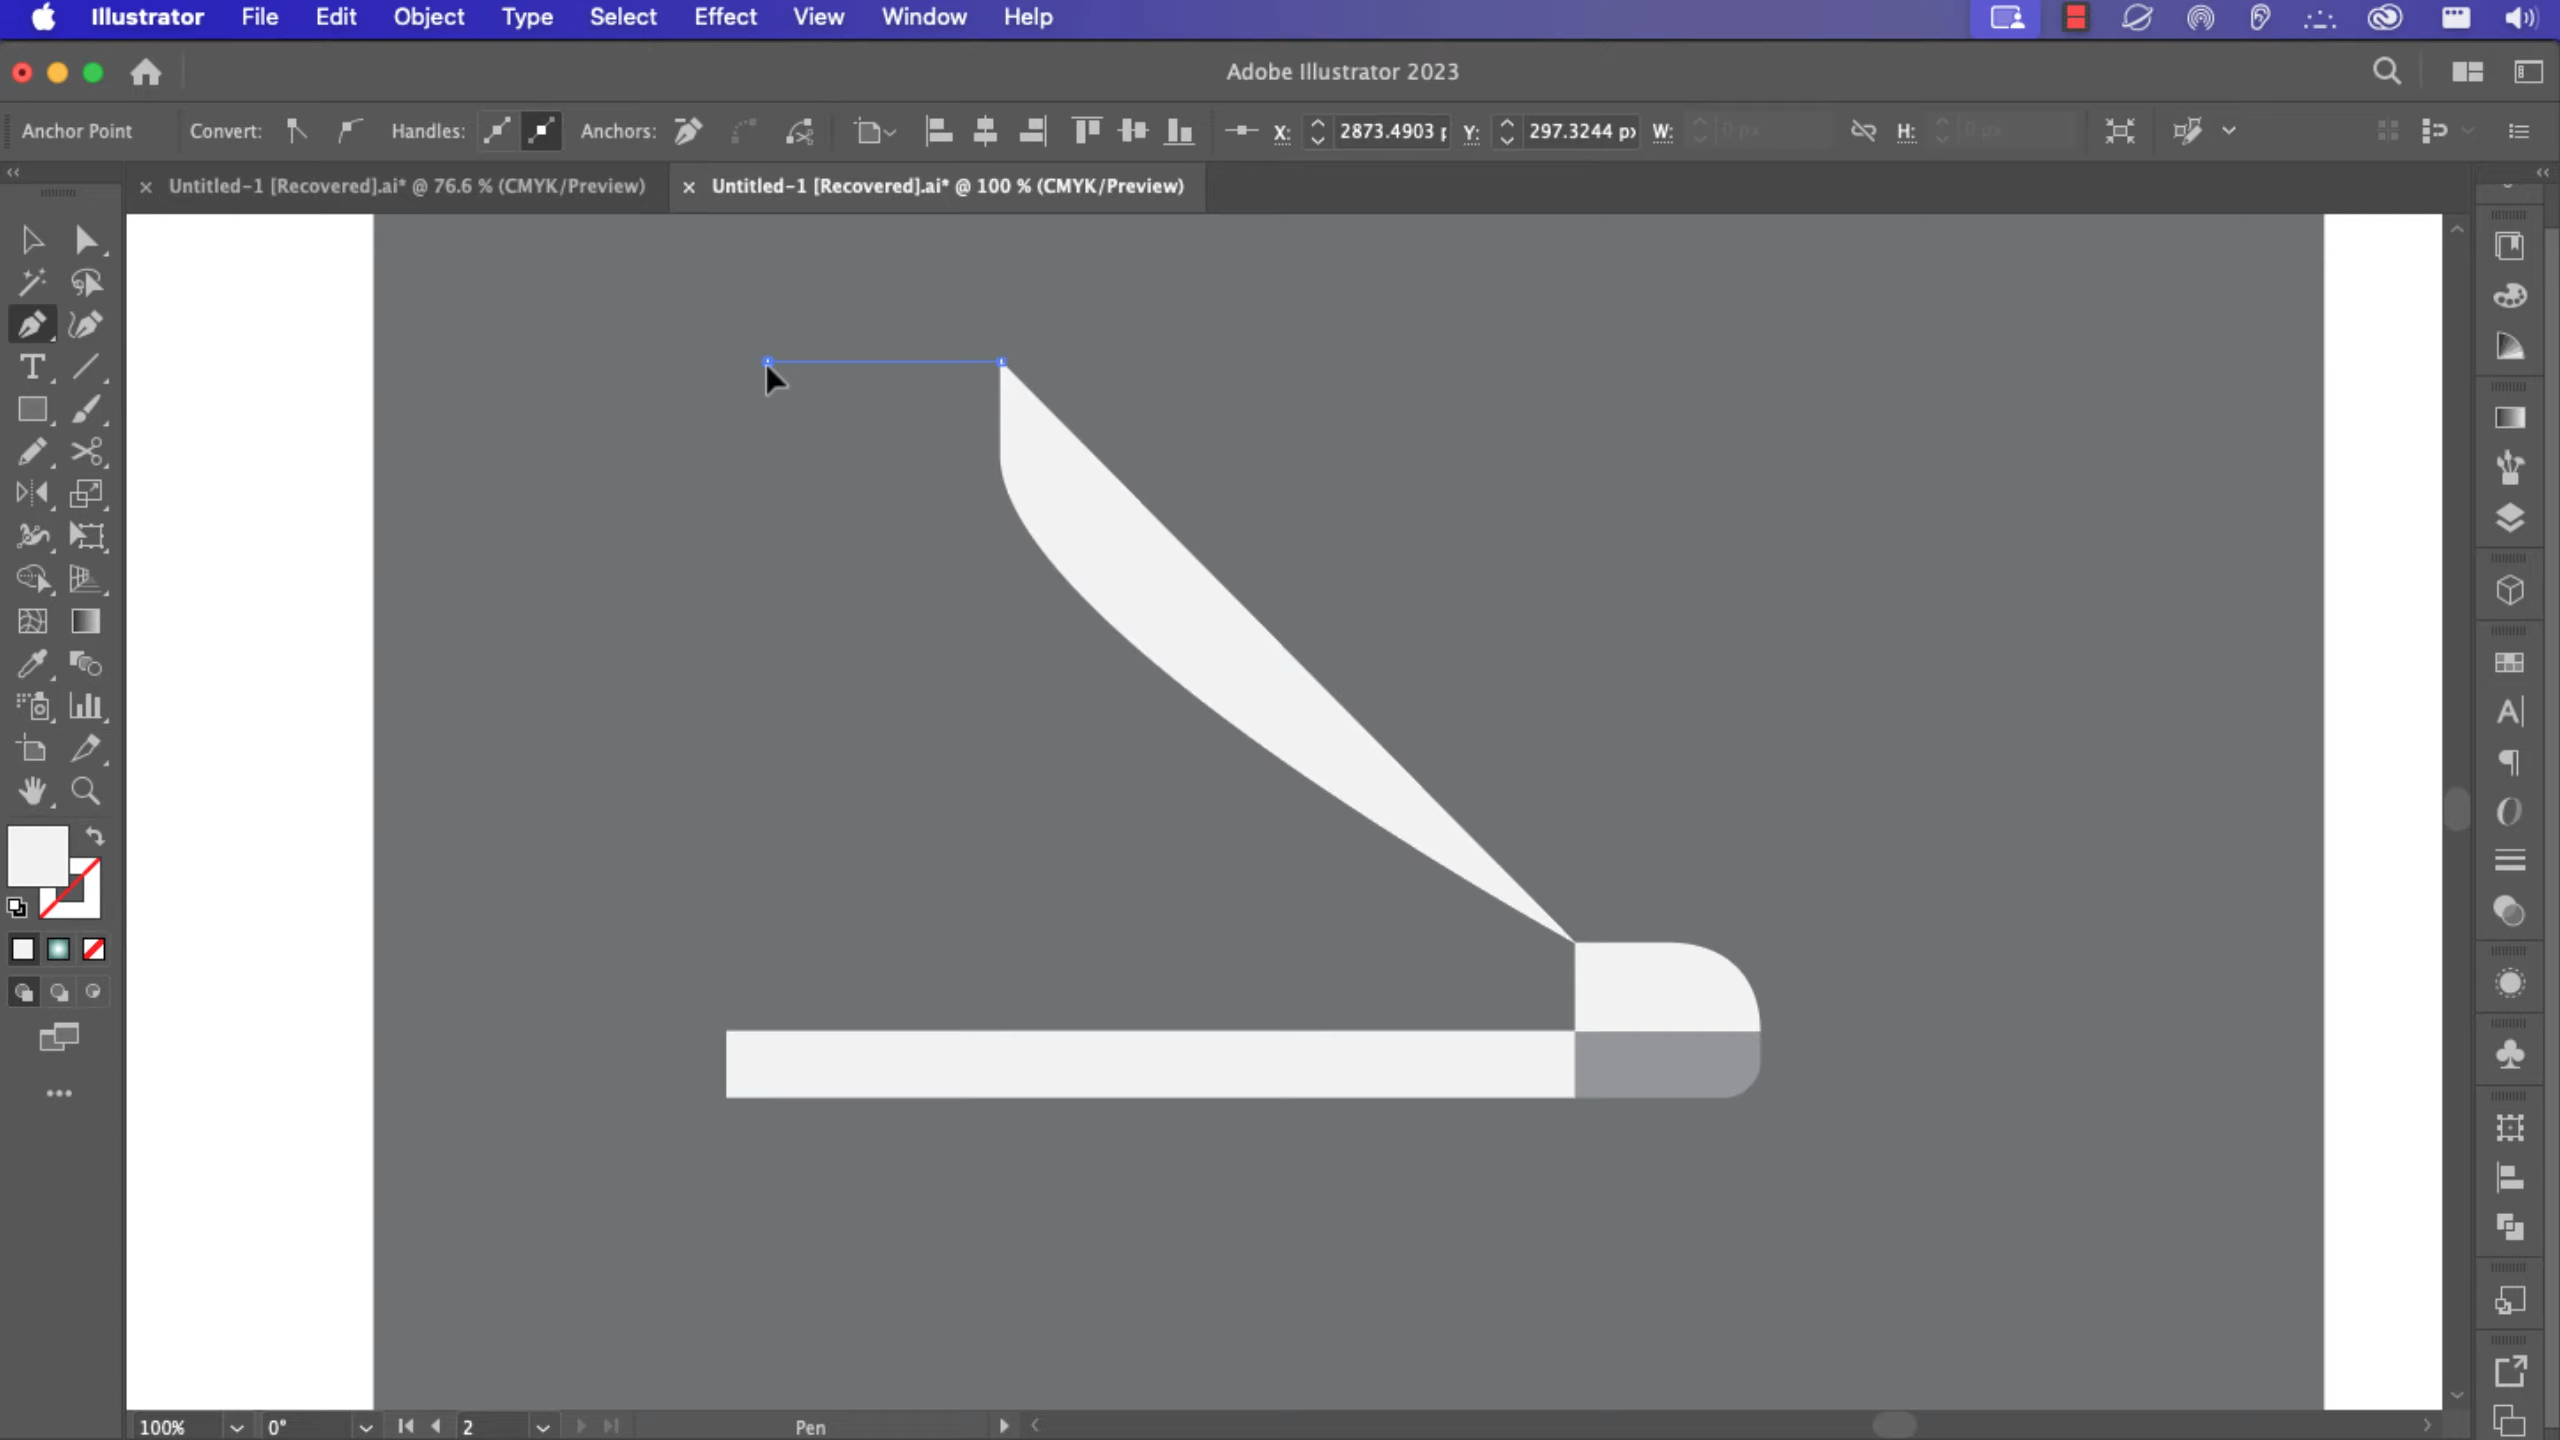 Illustrator File Edit Object Type Select Effect View Window Help
Adobe Illustrator 2023
Anchor Point Convert: Handles: Anchors: X: 2873.4903 p Y: 297.3244 px W: 0 px H: 0 px
× Untitled-1 [Recovered].ai* @ 76.6 % (CMYK/Preview) × Untitled-1 [Recovered].ai* @ 100 % (CMYK/Preview)
100% 0° 2 Pen